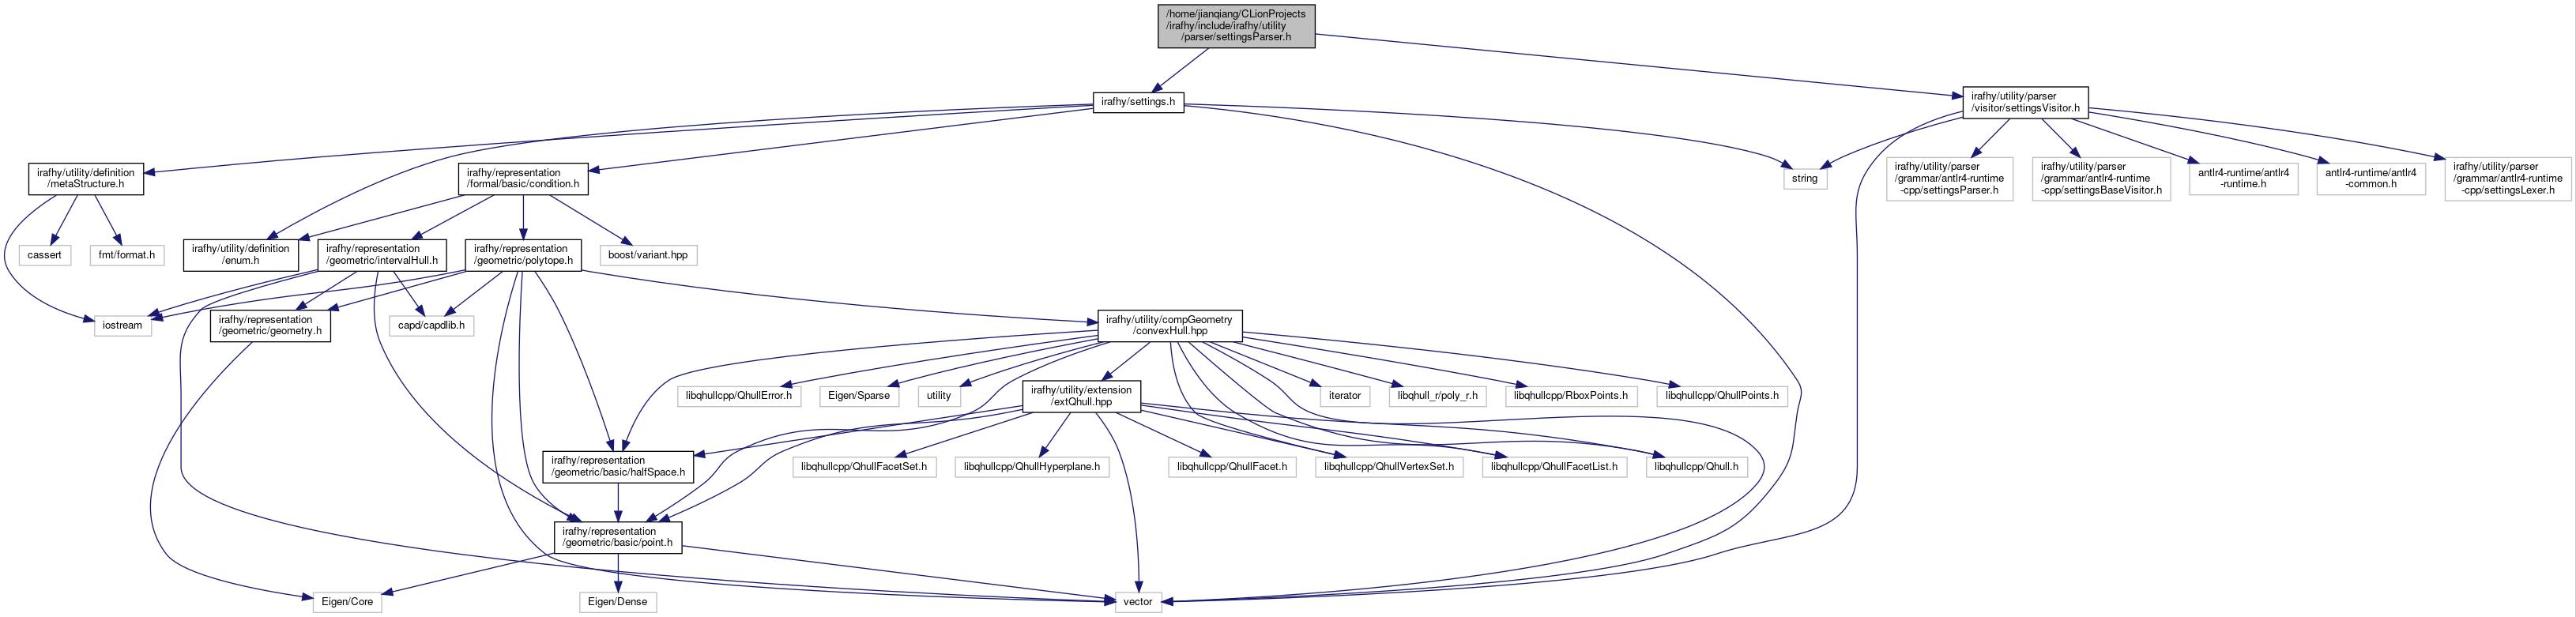 /home/jianqiang/CLionProjects
/irafhy/include/irafhy/utility
/parser/settingsParser.h
irafhy/settings.h
irafhy/utility/parser
/visitor/settingsVisitor.h
irafhy/utility/definition
/metaStructure.h
irafhy/representation
/formal/basic/condition.h
string
irafhy/utility/parser
/grammar/antlr4-runtime
-cpp/settingsParser.h
irafhy/utility/parser
/grammar/antlr4-runtime
-cpp/settingsBaseVisitor.h
antlr4-runtime/antlr4
-runtime.h
antlr4-runtime/antlr4
-common.h
irafhy/utility/parser
/grammar/antlr4-runtime
-cpp/settingsLexer.h
cassert
fmt/format.h
irafhy/utility/definition
/enum.h
irafhy/representation
/geometric/intervalHull.h
irafhy/representation
/geometric/polytope.h
boost/variant.hpp
iostream
irafhy/representation
/geometric/geometry.h
capd/capdlib.h
irafhy/utility/compGeometry
/convexHull.hpp
libqhullcpp/QhullError.h
Eigen/Sparse
utility
irafhy/utility/extension
/extQhull.hpp
iterator
libqhull_r/poly_r.h
libqhullcpp/RboxPoints.h
libqhullcpp/QhullPoints.h
irafhy/representation
/geometric/basic/halfSpace.h
libqhullcpp/QhullFacetSet.h
libqhullcpp/QhullHyperplane.h
libqhullcpp/QhullFacet.h
libqhullcpp/QhullVertexSet.h
libqhullcpp/QhullFacetList.h
libqhullcpp/Qhull.h
irafhy/representation
/geometric/basic/point.h
Eigen/Core
Eigen/Dense
vector